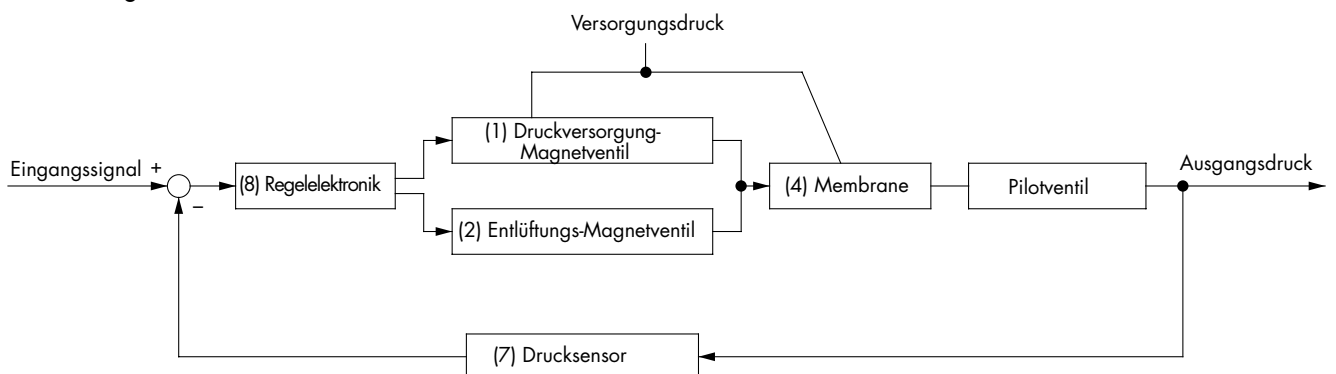 Versorgungsdruck
(1) Druckversorgung-
Magnetventil
Eingangssignal +
Ausgangsdruck
(8) Regelelektronik
(4) Membrane
Pilotventil
–
(2) Entlüftungs-Magnetventil
(7) Drucksensor